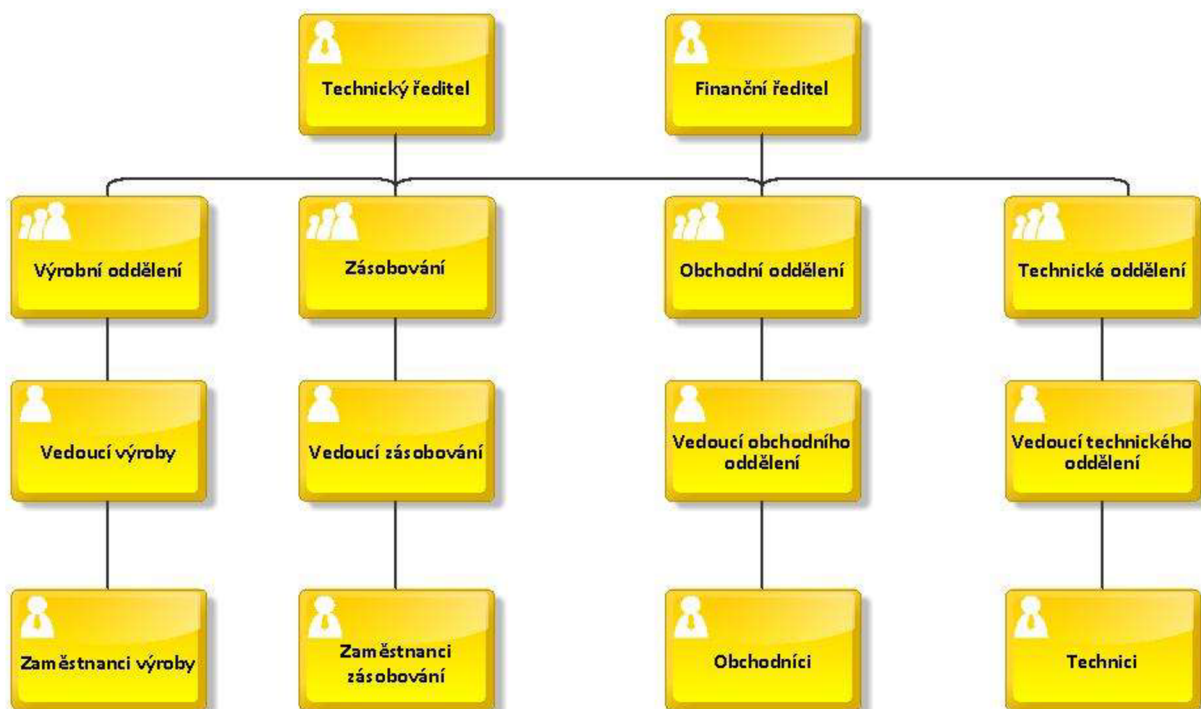 Technický ředitel
Finanční ředitel
Výrobní oddělení
Zásobování
Obchodní oddělení
Technické oddělení
Vedoucí výroby
Vedoucí zásobování
Vedoucí obchodního
oddělení
Vedoucí technického
oddělení
Zaměstnanci výroby
Zaměstnanci
zásobování
Obchodníci
Technici